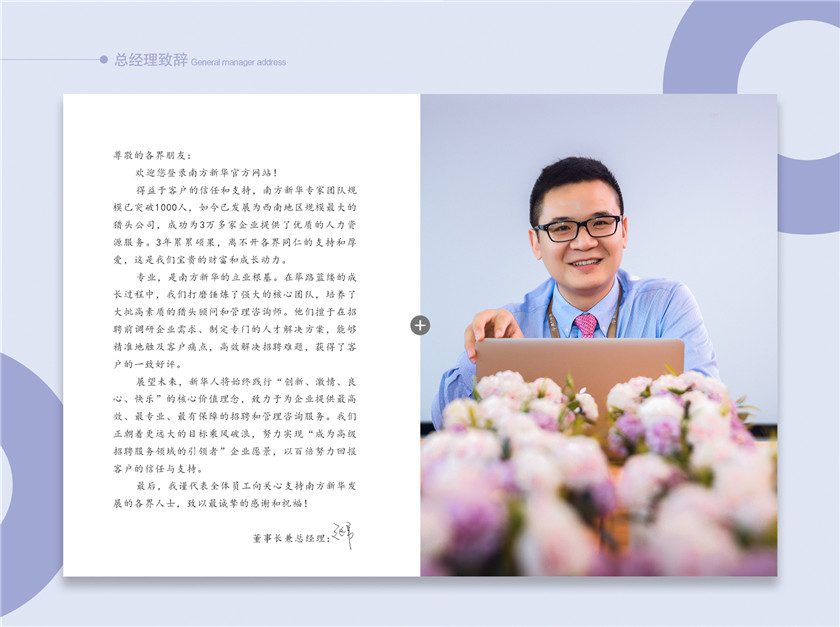 总经理致辞 General manager address
尊敬的各界朋友：
欢迎您登录南方新华官方网站！
得益于客户的信任和支持，南方新华专家团队规
模已突破1000人，如今已发展为西南地区规模最大的
猎头公司，成功为3万多家企业提供了优质的人力资
源服务。3年累累硕果，离不开各界同仁的支持和厚
爱，这是我们宝贵的财富和成长动力。
专业，是南方新华的立业根基。在筚路蓝缕的成
长过程中，我们打磨锤炼了强大的核心团队，培养了
大批高素质的猎头顾问和管理咨询师。他们擅于在招
聘前调研企业需求、制定专门的人才解决方案，能够
精准地触及客户痛点，高效解决招聘难题，获得了客
户的一致好评。
展望未来，新华人将始终践行“创新、激情、良
心、快乐”的核心价值理念，致力于为企业提供最高
效、最专业、最有保障的招聘和管理咨询服务。我们
正朝着更远大的目标乘风破浪，努力实现“成为高级
招聘服务领域的引领者”企业愿景，以百倍努力回报
客户的信任与支持。
最后，我谨代表全体员工向关心支持南方新华发
展的各界人士，致以最诚挚的感谢和祝福！
董事长兼总经理：